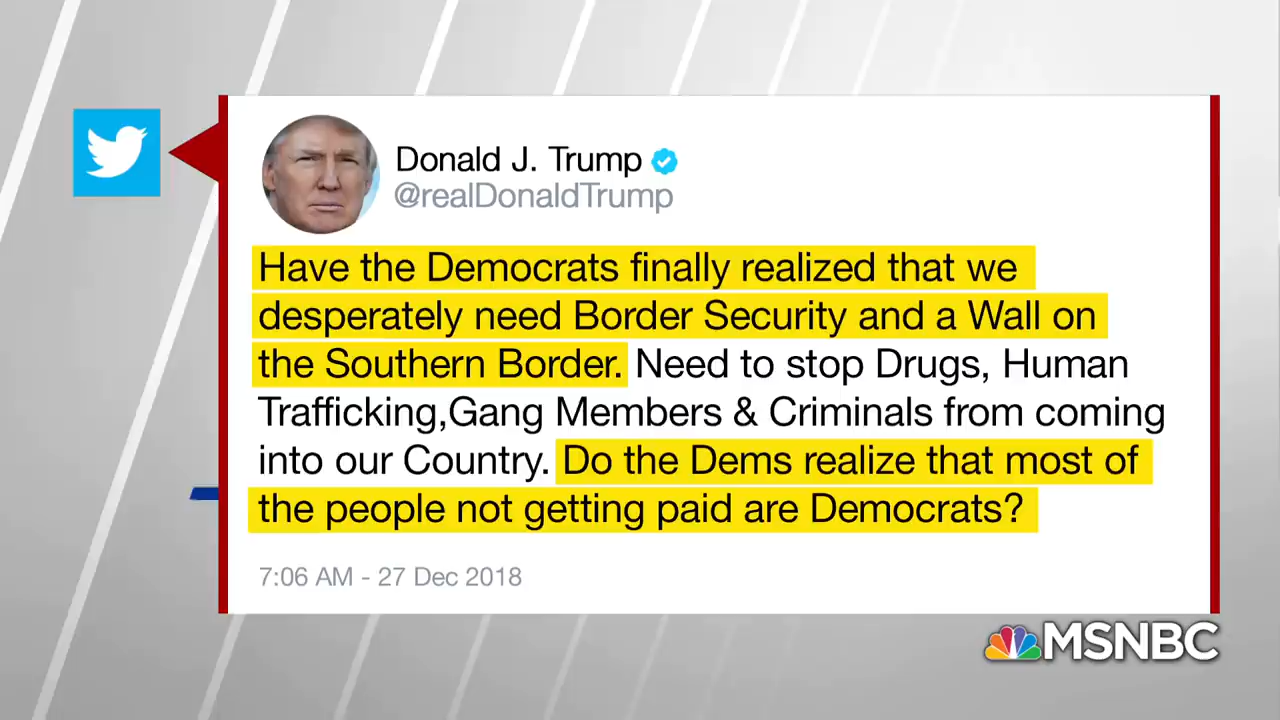 Donald J. Trump
@realDonaldTrump
Have the Democrats finally realized that we
desperately need Border Security and a Wall on
the Southern Border. Need to stop Drugs, Human
Trafficking,Gang Members & Criminals from coming
into our Country. Do the Dems realize that most of
the people not getting paid are Democrats?
7:06 AM - 27 Dec 2018
MSNBC